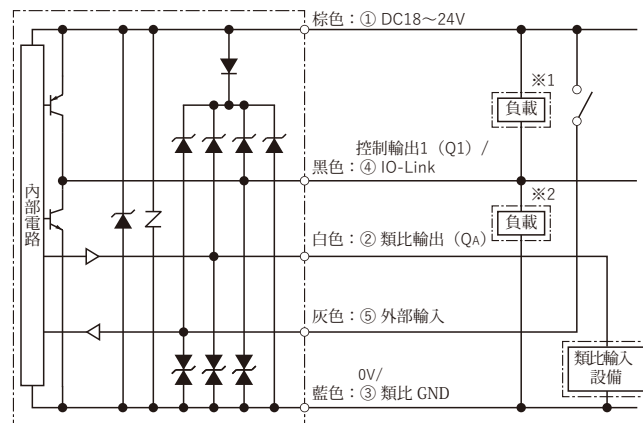 棕色：① DC18～24V
※1
負載
控制輸出1（Q1）/
黑色：④ IO-Link
※2
負載
內部電路
白色：② 類比輸出（QA）
灰色：⑤ 外部輸入
類比輸入
設備
0V/
藍色：③ 類比 GND